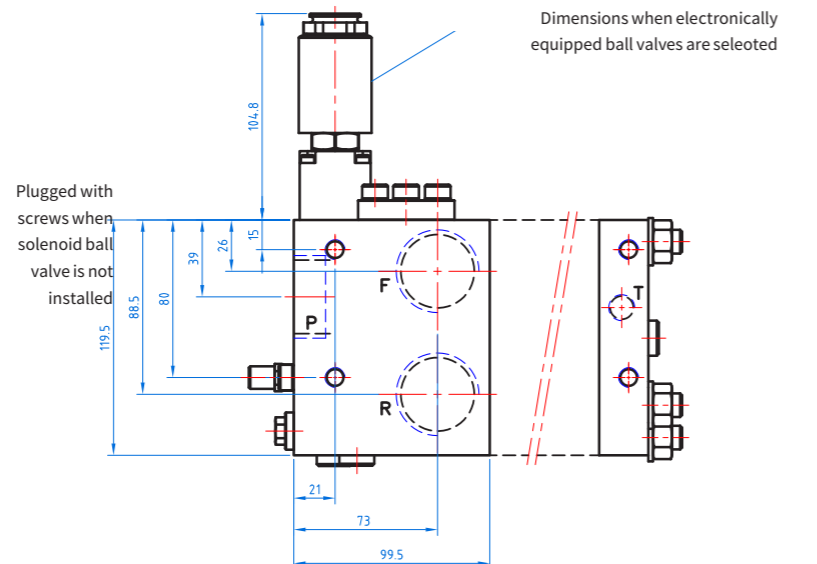 Dimensions when electronically
equipped ball valves are seleoted
104.8
Plugged with
screws when
solenoid ball
valve is not
installed
15
26
39
80
88.5
119.5
F
T
P
R
21
73
99.5